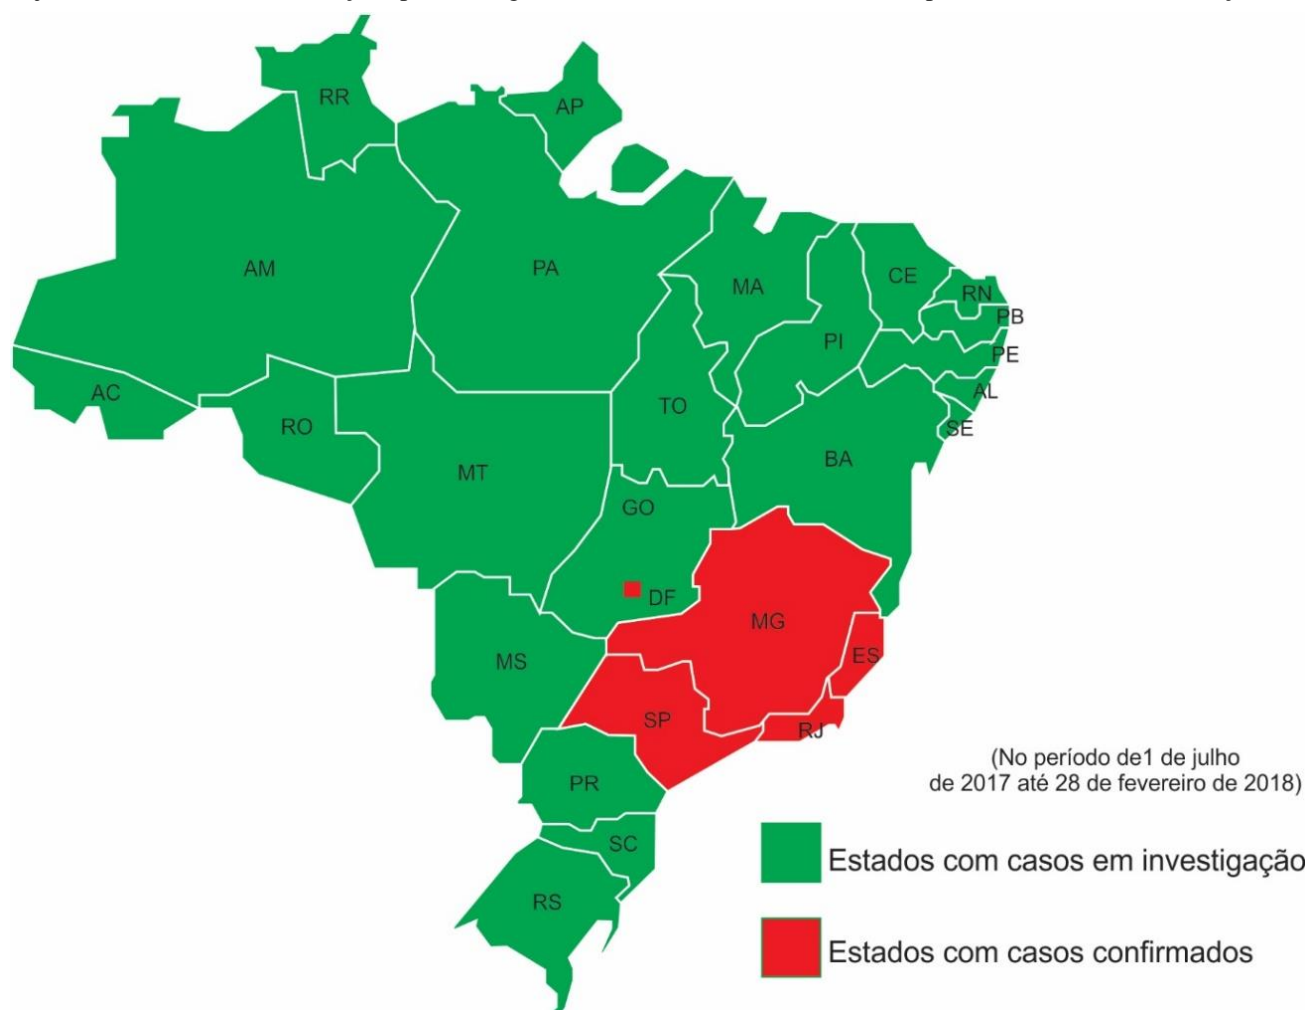 RR
AP
AM
PA
MA
CE
RN
PB
PI
PE
AC
TO
AL
RO
SE
MT
BA
GO
DF
MG
MS
ES
SP
RJ
(No período de1 de julho
de 2017 até 28 de fevereiro de 2018)
PR
SC
Estados com casos em investigação
RS
Estados com casos confirmados